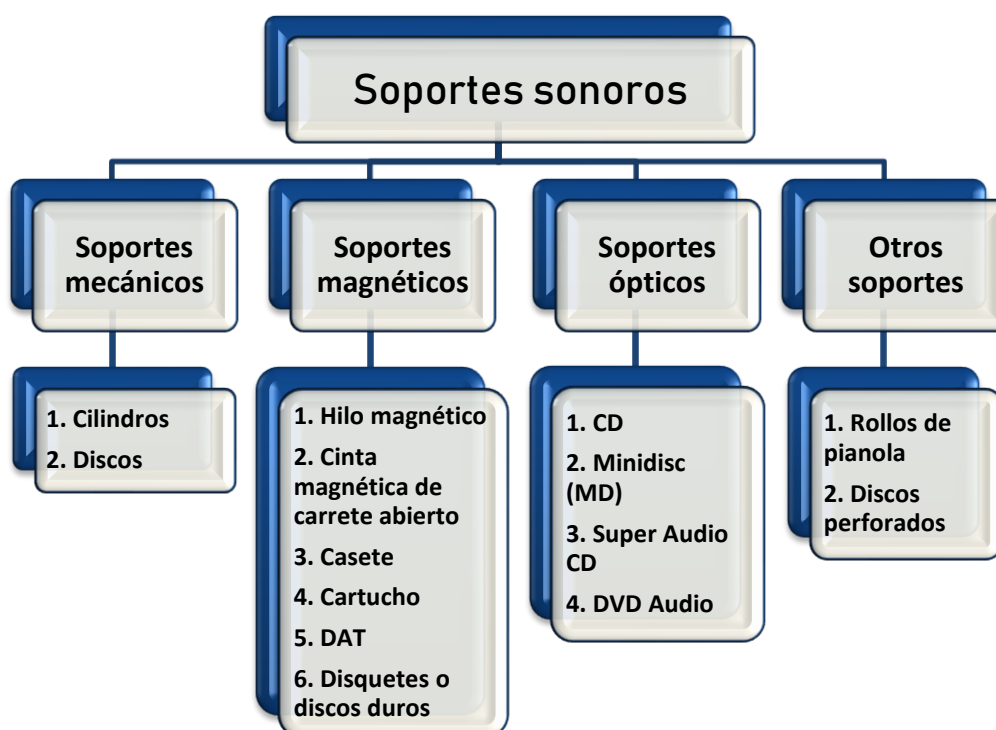 Soportes sonoros
Soportes
mecánicos
1. Cilindros
2. Discos
Soportes
magnéticos
1. Hilo magnético
2. Cinta
magnética de
carrete abierto
3. Casete
4. Cartucho
5. DAT
6. Disquetes o
discos duros
Soportes
ópticos
1. CD
2. Minidisc
(MD)
3. Super Audio
CD
4. DVD Audio
Otros
soportes
1. Rollos de
pianola
2. Discos
perforados